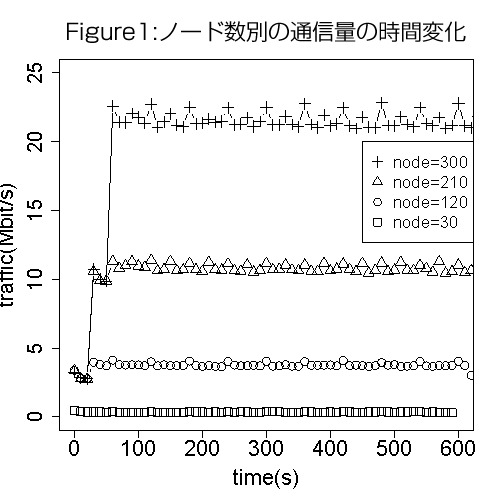 Figure1:ノード数別の通信量の時間変化
25
20
15
10
5
0
traffic(Mbit/s)
node=300
node=210
node=120
node=30
0 100 200 300 400 500 600
time(s)